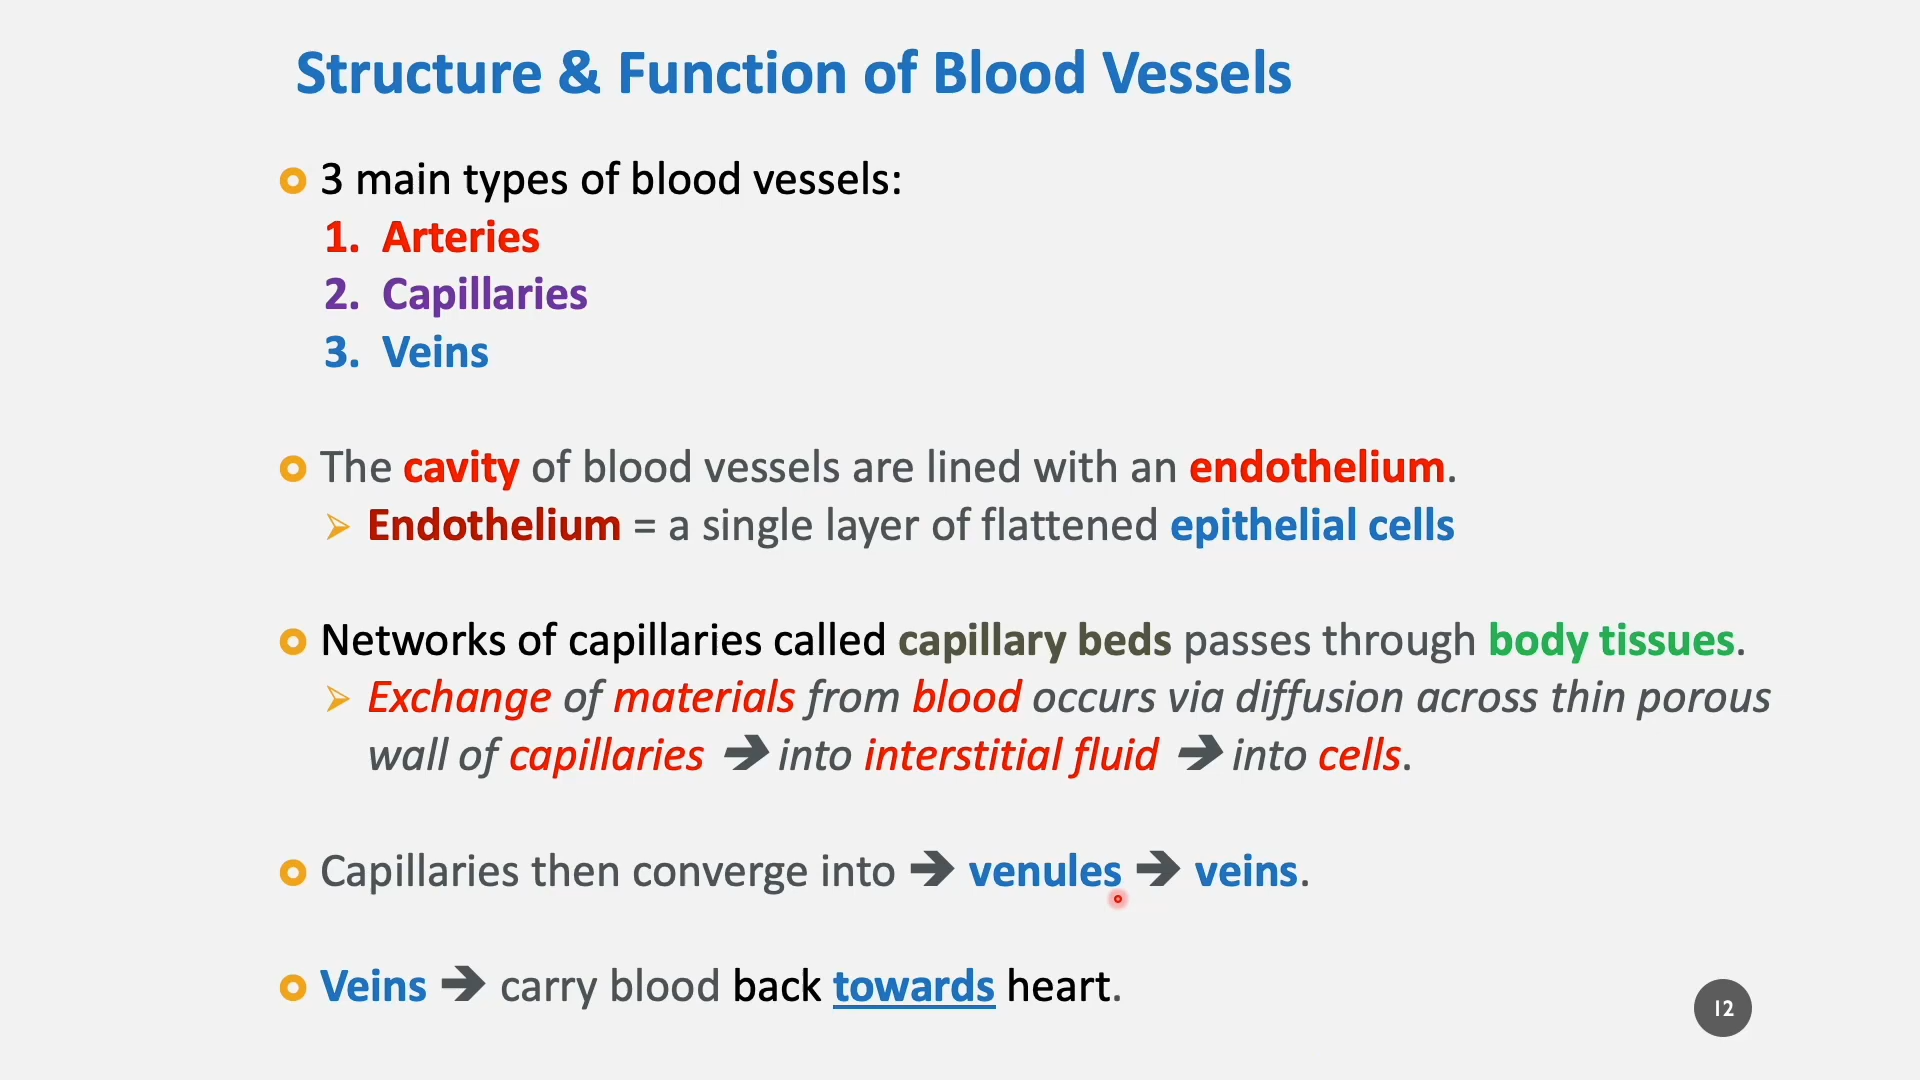 Structure & Function of Blood Vessels
3 main types of blood vessels:
1. Arteries
2. Capillaries
3. Veins
The cavity of blood vessels are lined with an endothelium.
Endothelium = a single layer of flattened epithelial cells
Networks of capillaries called capillary beds passes through body tissues.
Exchange of materials from blood occurs via diffusion across thin porous
wall of capillaries ➔ into interstitial fluid ➔ into cells.
Capillaries then converge into ➔ venules ➔ veins.
Veins ➔ carry blood back towards heart.
12